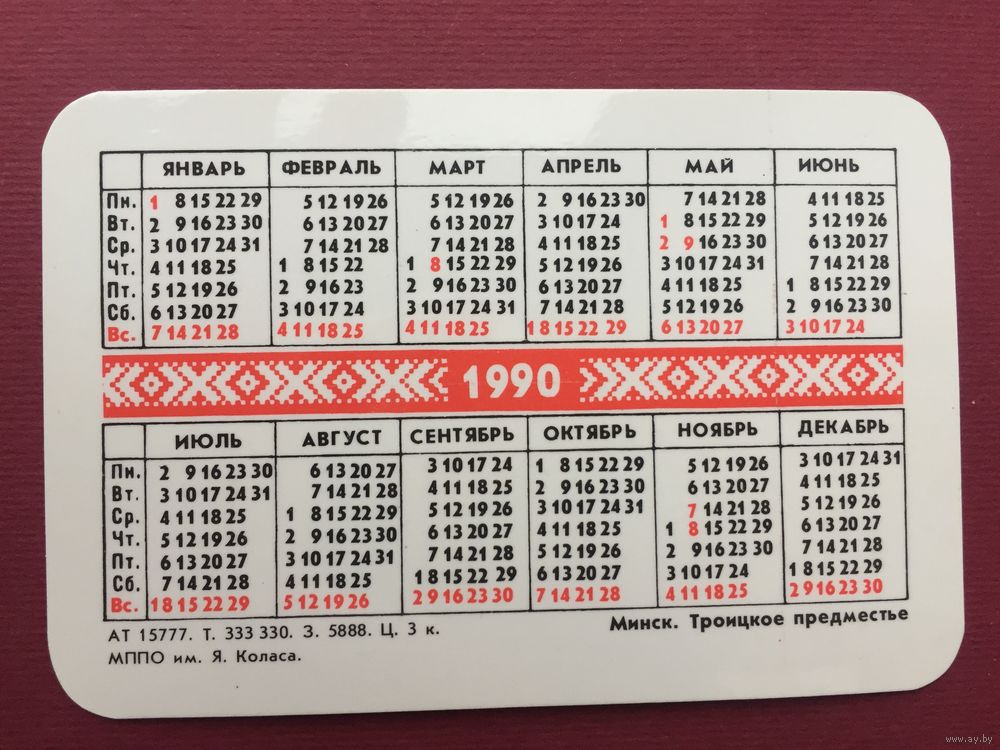 ЯНВАРЬ ФЕВРАЛЬ МАРТ АПРЕЛЬ МАЙ ИЮНЬ
Пн. 1 8 15 22 29 5 12 19 26 5 12 19 26 2 9 16 23 30 7 14 21 28 4 11 18 25
Вт. 2 9 16 23 30 6 13 20 27 6 13 20 27 3 10 17 24 1 8 15 22 29 5 12 19 26
Ср. 3 10 17 24 31 7 14 21 28 7 14 21 28 4 11 18 25 2 9 16 23 30 6 13 20 27
Чт. 4 11 18 25 1 8 15 22 1 8 15 22 29 5 12 19 26 3 10 17 24 31 7 14 21 28
Пт. 5 12 19 26 2 9 16 23 2 9 16 23 30 6 13 20 27 4 11 18 25 1 8 15 22 29
Сб. 6 13 20 27 3 10 17 24 3 10 17 24 31 7 14 21 28 5 12 19 26 2 9 16 23 30
Вс. 7 14 21 28 4 11 18 25 4 11 18 25 1 8 15 22 29 6 13 20 27 3 10 17 24
1990
ИЮЛЬ АВГУСТ СЕНТЯБРЬ ОКТЯБРЬ НОЯБРЬ ДЕКАБРЬ
Пн. 2 9 16 23 30 6 13 20 27 3 10 17 24 1 8 15 22 29 5 12 19 26 3 10 17 24 31
Вт. 3 10 17 24 31 7 14 21 28 4 11 18 25 2 9 16 23 30 6 13 20 27 4 11 18 25
Ср. 4 11 18 25 1 8 15 22 29 5 12 19 26 3 10 17 24 31 7 14 21 28 5 12 19 26
Чт. 5 12 19 26 2 9 16 23 30 6 13 20 27 4 11 18 25 1 8 15 22 29 6 13 20 27
Пт. 6 13 20 27 3 10 17 24 31 7 14 21 28 5 12 19 26 2 9 16 23 30 7 14 21 28
Сб. 7 14 21 28 4 11 18 25 1 8 15 22 29 6 13 20 27 3 10 17 24 1 8 15 22 29
Вс. 1 8 15 22 29 5 12 19 26 2 9 16 23 30 7 14 21 28 4 11 18 25 2 9 16 23 30
АТ 15777. Т. 333 330. З. 5888. Ц. 3 к. Минск. Троицкое предместье
МППО им. Я. Коласа.
www.ay.by